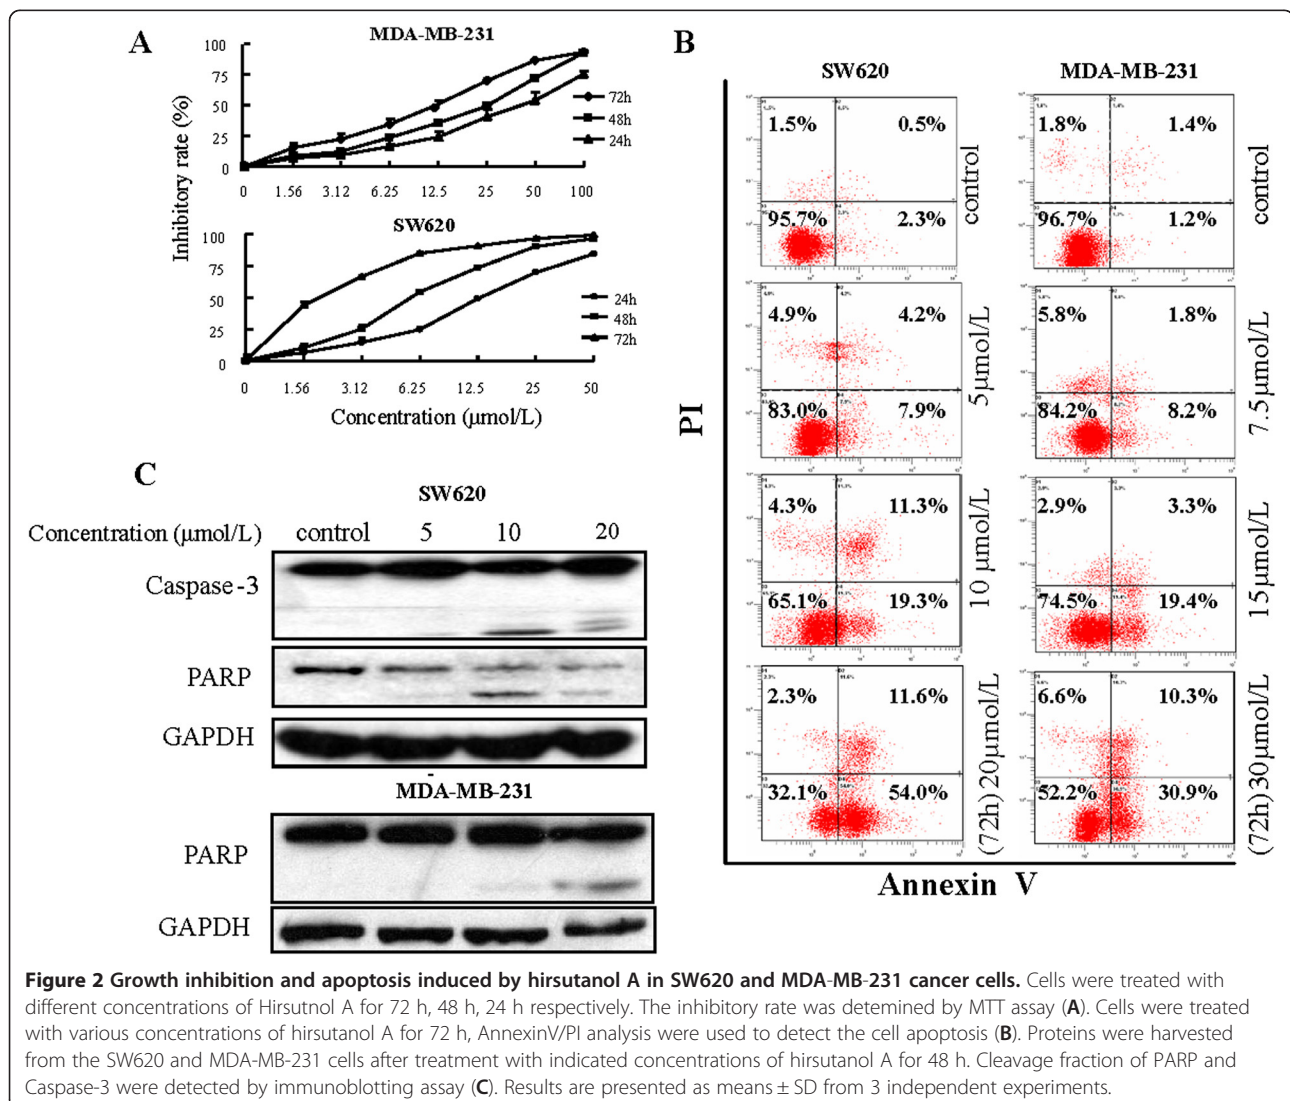 A
MDA-MB-231
Inhibitory rate (%)
100
75
50
25
0
72h
48h
24h
0 1.56 3.12 6.25 12.5 25 50 100
SW620
100
75
50
25
0
24h
48h
72h
0 1.56 3.12 6.25 12.5 25 50
Concentration (μmol/L)
B
SW620 MDA-MB-231
1.5% 0.5%
95.7% 2.3%
control
1.8% 1.4%
96.7% 1.2%
control
4.9% 4.2%
83.0% 7.9%
5μmol/L
5.8% 1.8%
84.2% 8.2%
7.5μmol/L
4.3% 11.3%
65.1% 19.3%
10 μmol/L
2.9% 3.3%
74.5% 19.4%
15μmol/L
2.3% 11.6%
32.1% 54.0%
(72h) 20μmol/L
6.6% 10.3%
52.2% 30.9%
(72h) 30μmol/L
PI
Annexin V
C
SW620
Concentration (μmol/L) control 5 10 20
Caspase-3
PARP
GAPDH
MDA-MB-231
PARP
GAPDH
Figure 2 Growth inhibition and apoptosis induced by hirsutanol A in SW620 and MDA-MB-231 cancer cells. Cells were treated with
different concentrations of Hirsutnol A for 72 h, 48 h, 24 h respectively. The inhibitory rate was detemined by MTT assay (A). Cells were treated
with various concentrations of hirsutanol A for 72 h, AnnexinV/PI analysis were used to detect the cell apoptosis (B). Proteins were harvested
from the SW620 and MDA-MB-231 cells after treatment with indicated concentrations of hirsutanol A for 48 h. Cleavage fraction of PARP and
Caspase-3 were detected by immunoblotting assay (C). Results are presented as means ± SD from 3 independent experiments.